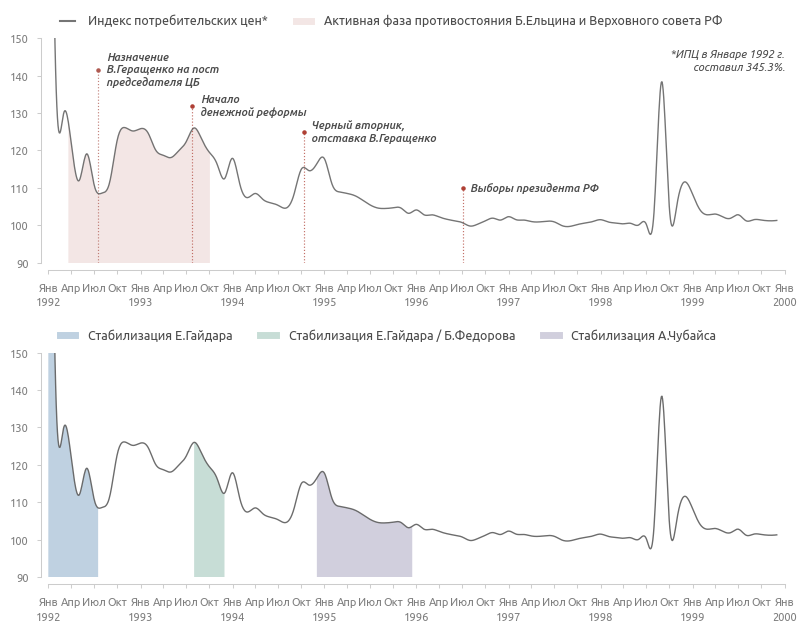 Индекс потребительских цен* Активная фаза противостояния Б.Ельцина и Верховного совета РФ
150
140
130
120
110
100
90
Назначение
В.Геращенко на пост
председателя ЦБ
Начало
денежной реформы
Черный вторник,
отставка В.Геращенко
Выборы президента РФ
*ИПЦ в Январе 1992 г.
составил 345.3%.
Янв Апр Июл Окт Янв Апр Июл Окт Янв Апр Июл Окт Янв Апр Июл Окт Янв Апр Июл Окт Янв Апр Июл Окт Янв Апр Июл Окт Янв Апр Июл Окт Янв
1992 1993 1994 1995 1996 1997 1998 1999 2000
Стабилизация Е.Гайдара Стабилизация Е.Гайдара / Б.Федорова Стабилизация А.Чубайса
150
140
130
120
110
100
90
Янв Апр Июл Окт Янв Апр Июл Окт Янв Апр Июл Окт Янв Апр Июл Окт Янв Апр Июл Окт Янв Апр Июл Окт Янв Апр Июл Окт Янв Апр Июл Окт Янв
1992 1993 1994 1995 1996 1997 1998 1999 2000